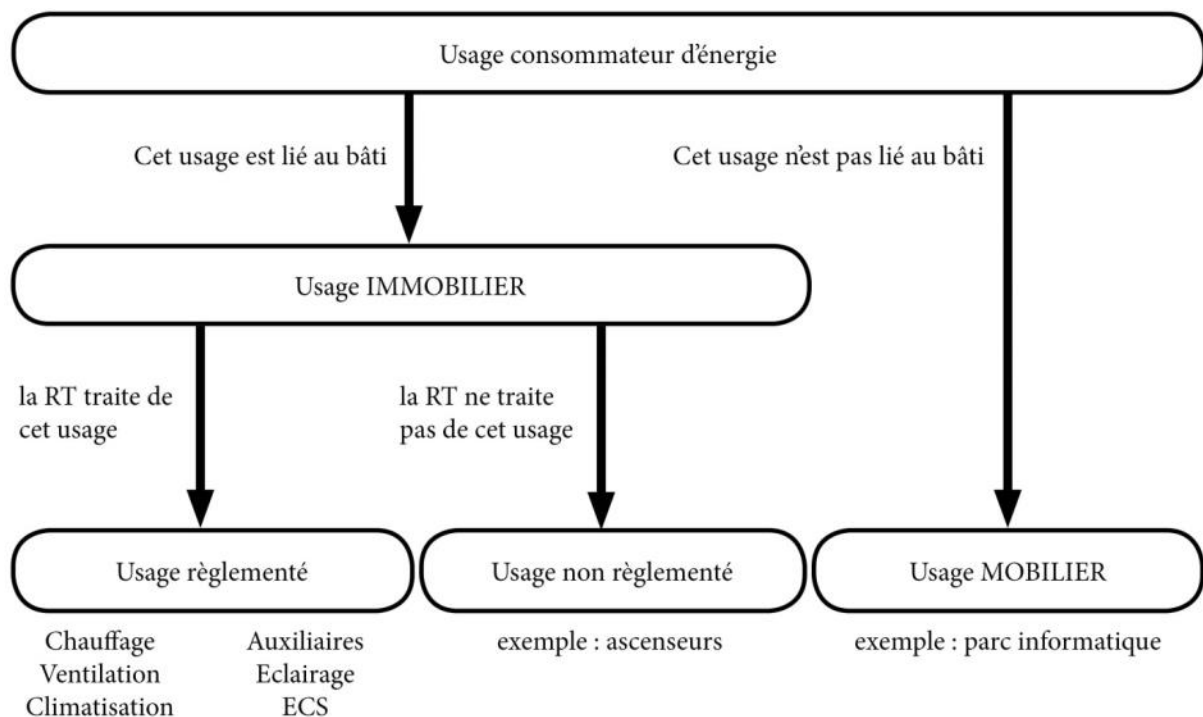 Usage consommateur d'énergie
Cet usage est lié au bâti
Cet usage n'est pas lié au bâti
Usage IMMOBILIER
la RT traite de
cet usage
la RT ne traite
pas de cet usage
Usage règlementé
Usage non règlementé
Usage MOBILIER
Chauffage
Ventilation
Climatisation
Auxiliaires
Eclairage
ECS
exemple : ascenseurs
exemple : parc informatique